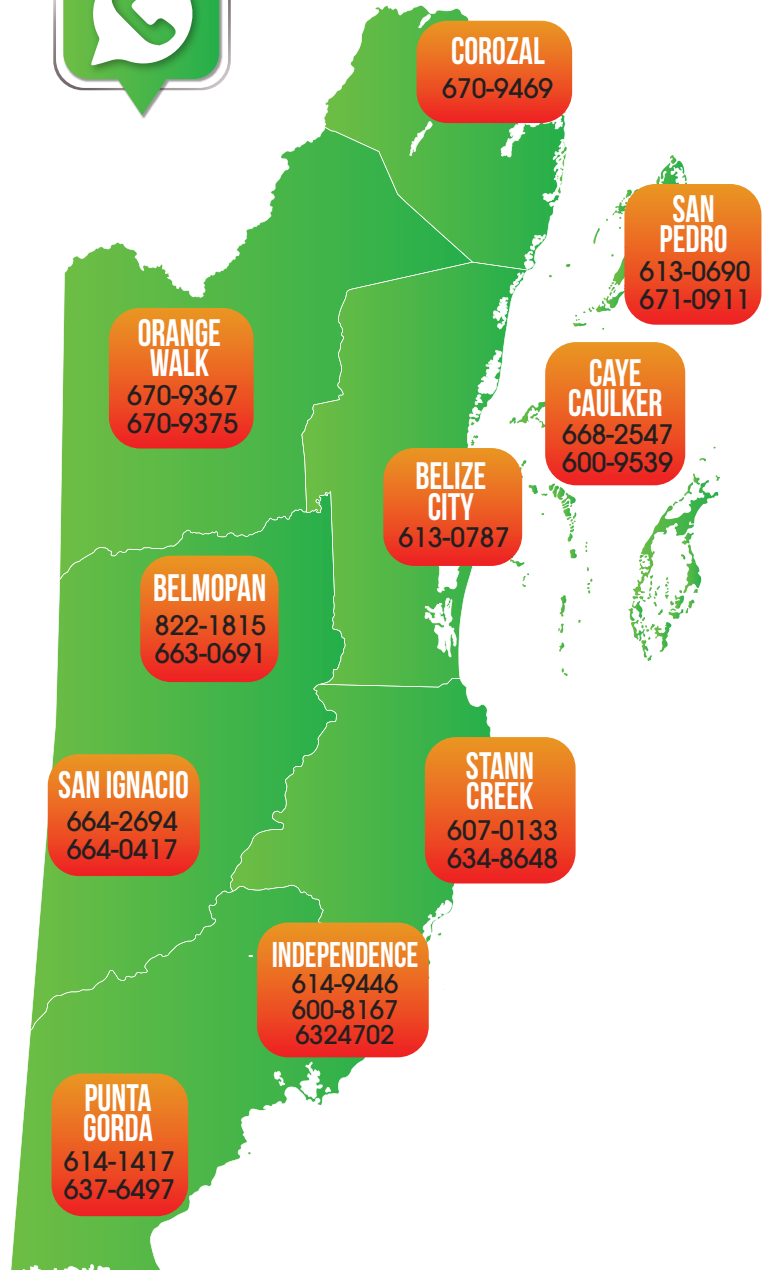 COROZAL
670-9469
SAN
PEDRO
613-0690
671-0911
ORANGE
WALK
670-9367
670-9375
CAYE
CAULKER
668-2547
600-9539
BELIZE
CITY
613-0787
BELMOPAN
822-1815
663-0691
SAN IGNACIO
664-2694
664-0417
STANN
CREEK
607-0133
634-8648
INDEPENDENCE
614-9446
600-8167
6324702
PUNTA
GORDA
614-1417
637-6497